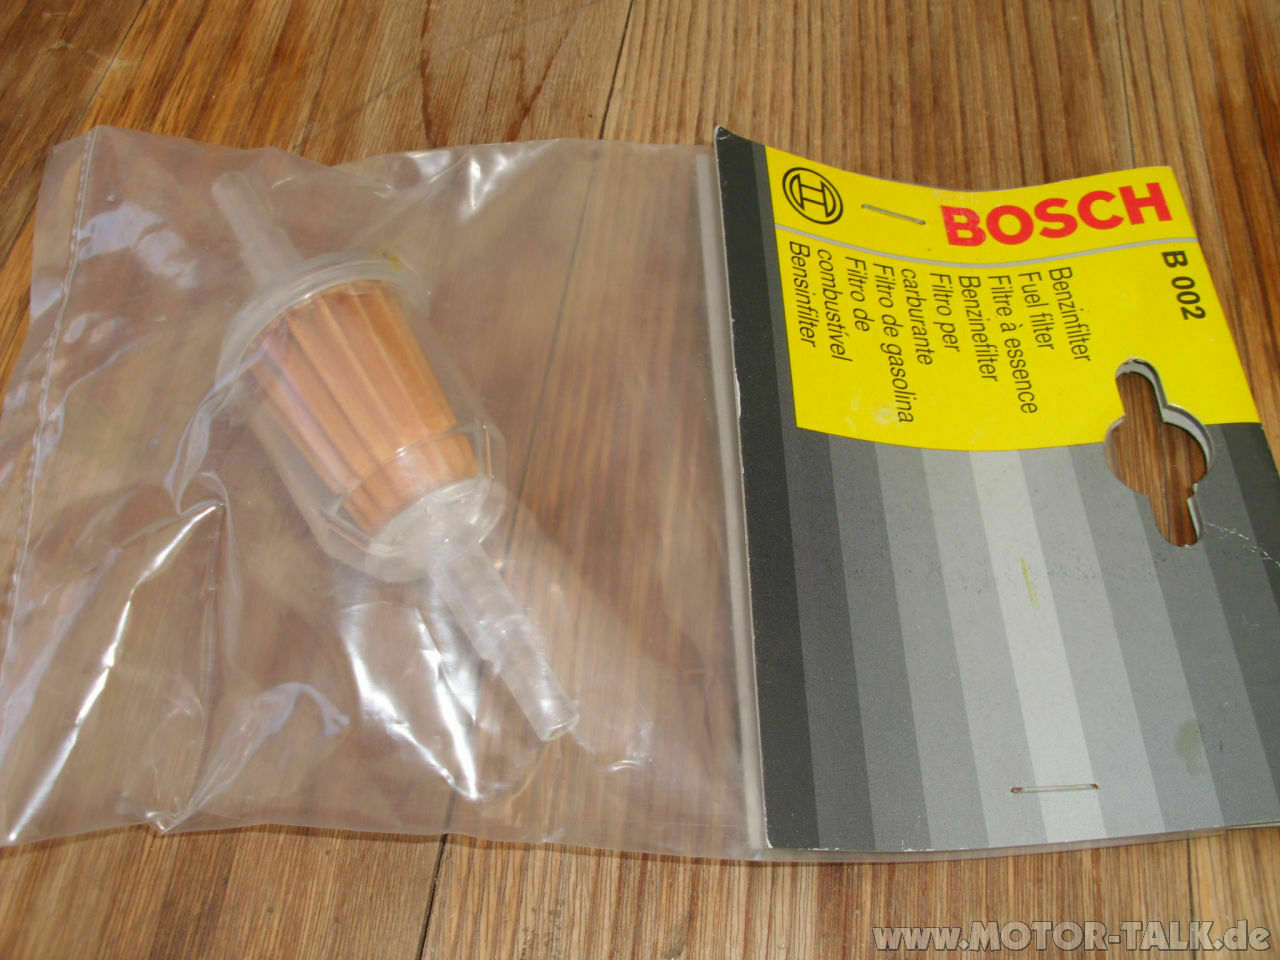 BOSCH
B 002
Benzinfilter
Fuel filter
Filtre à essence
Benzinefilter
Filtro per
carburante
Filtro de gasolina
Filtro de
combustível
Bensinfilter
www.MOTOR-TALK.de